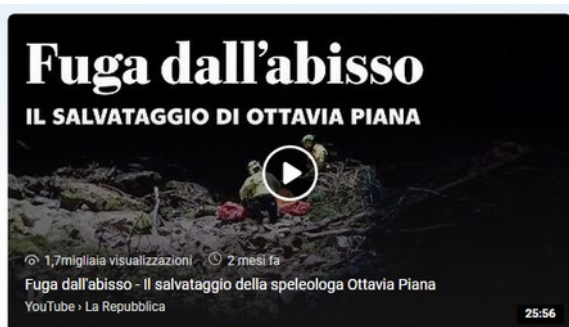 Fuga dall'abisso
IL SALVATAGGIO DI OTTAVIA PIANA
1,7migliaia visualizzazioni 2 mesi fa
Fuga dall'abisso - Il salvataggio della speleologa Ottavia Piana
YouTube › La Repubblica
25:56